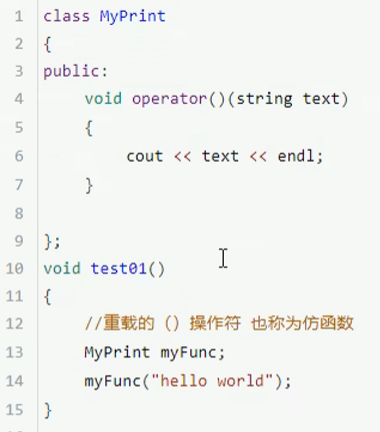 1 class MyPrint
2 {
3 public:
4     void operator()(string text)
5     {
6         cout << text << endl;
7     }
8
9 };
10 void test01()
11 {
12     //重载的（）操作符 也称为仿函数
13     MyPrint myFunc;
14     myFunc("hello world");
15 }